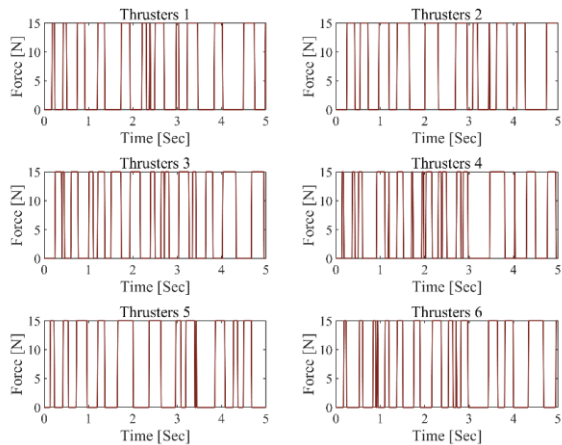 Thrusters 1
Thrusters 2
Force [N]
15
10
5
0
0 1 2 3 4 5
Time [Sec]
Force [N]
15
10
5
0
0 1 2 3 4 5
Time [Sec]
Thrusters 3
Thrusters 4
Force [N]
15
10
5
0
0 1 2 3 4 5
Time [Sec]
Force [N]
15
10
5
0
0 1 2 3 4 5
Time [Sec]
Thrusters 5
Thrusters 6
Force [N]
15
10
5
0
0 1 2 3 4 5
Time [Sec]
Force [N]
15
10
5
0
0 1 2 3 4 5
Time [Sec]